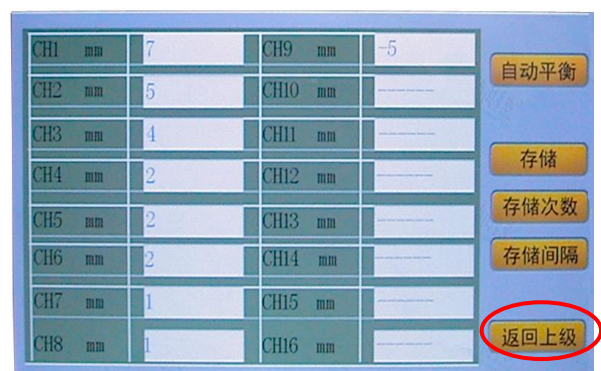 CH1 mm 7 CH9 mm -5
自动平衡
CH2 mm 5 CH10 mm ------
CH3 mm 4 CH11 mm ------
存储
CH4 mm 2 CH12 mm ------
存储次数
CH5 mm 2 CH13 mm ------
CH6 mm 2 CH14 mm ------
存储间隔
CH7 mm 1 CH15 mm ------
CH8 mm 1 CH16 mm ------
返回上级